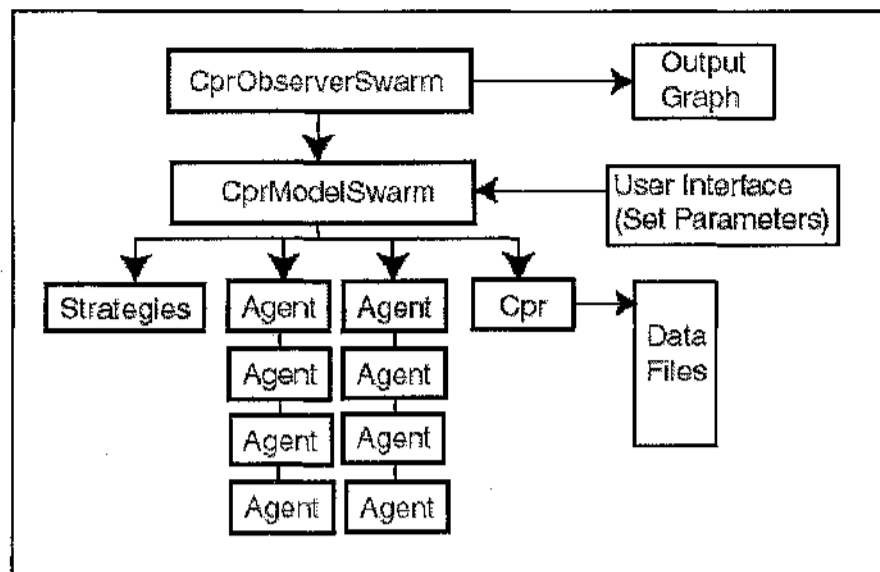 CprObserverSwarm
Output
Graph
CprModelSwarm
User Interface
(Set Parameters)
Strategies
Agent
Agent
Cpr
Data
Files
Agent
Agent
Agent
Agent
Agent
Agent